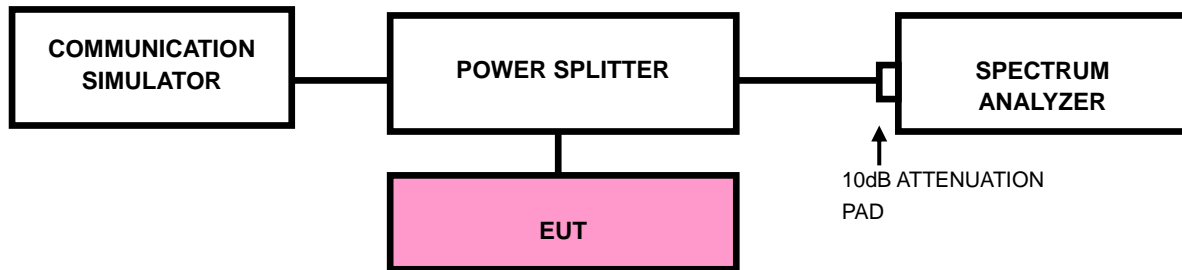 COMMUNICATION
SIMULATOR
POWER SPLITTER
SPECTRUM
ANALYZER
10dB ATTENUATION
PAD
EUT